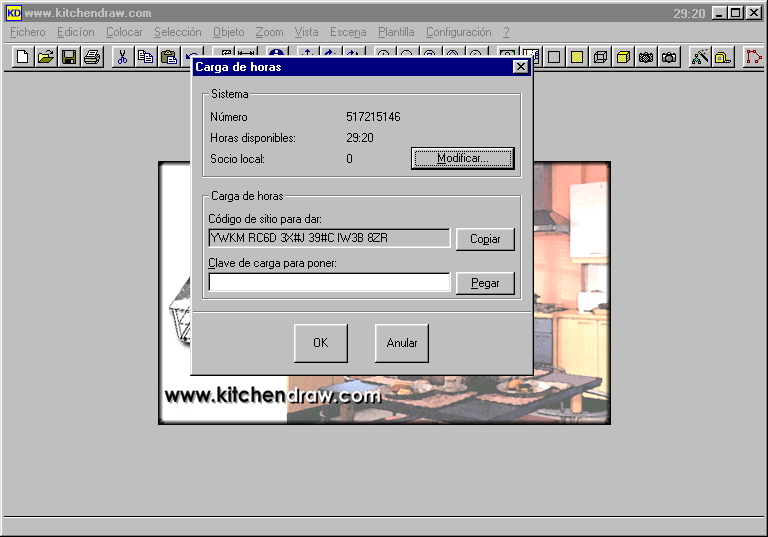 KD www.kitchendraw.com 29:20
Fichero Edición Colocar Selección Objeto Zoom Vista Escena Plantilla Configuración ?
Carga de horas
Sistema
Número 517215146
Horas disponibles: 29:20
Socio local: 0 Modificar...
Carga de horas
Código de sitio para dar:
YWKM RC6D 3X#J 39#C IW3B 8ZR Copiar
Clave de carga para poner:
Pegar
OK Anular
www.kitchendraw.com